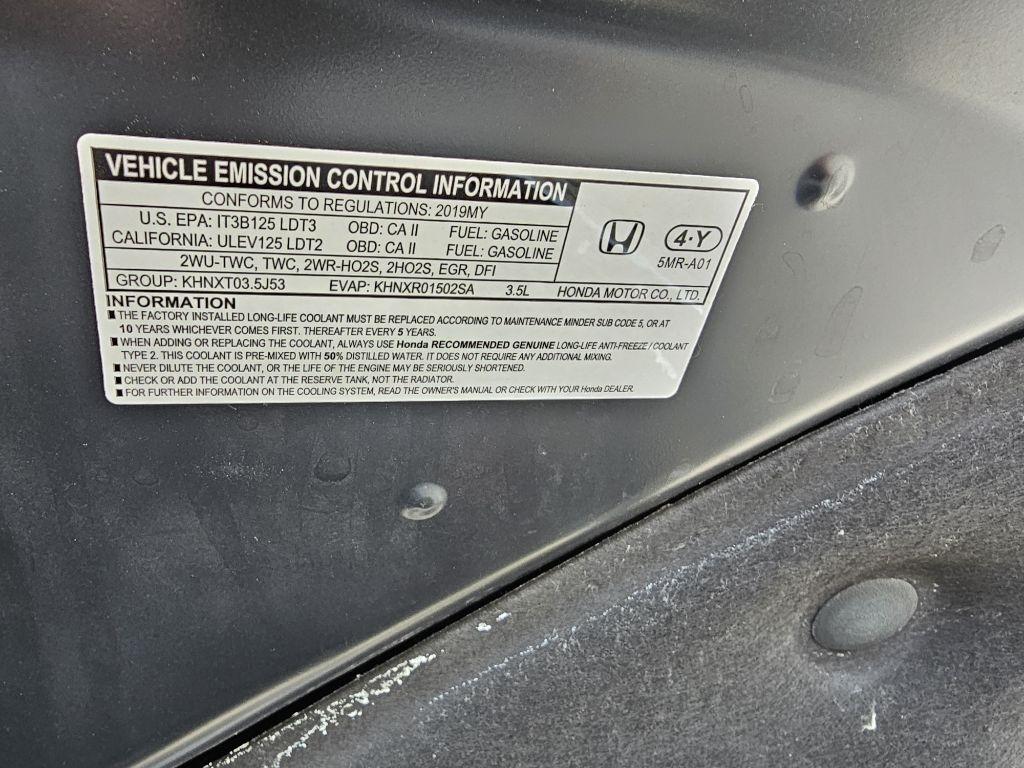 VEHICLE EMISSION CONTROL INFORMATION
CONFORMS TO REGULATIONS: 2019MY
U.S. EPA: IT3B125 LDT3 OBD: CA II FUEL: GASOLINE
CALIFORNIA: ULEV125 LDT2 OBD: CA II FUEL: GASOLINE
2WU-TWC, TWC, 2WR-HO2S, 2HO2S, EGR, DFI
4-Y
5MR-A01
GROUP: KHNXT03.5J53 EVAP: KHNXR01502SA 3.5L HONDA MOTOR CO., LTD.
INFORMATION
THE FACTORY INSTALLED LONG-LIFE COOLANT MUST BE REPLACED ACCORDING TO MAINTENANCE MINDER SUB CODE 5, OR AT
10 YEARS WHICHEVER COMES FIRST. THEREAFTER EVERY 5 YEARS.
WHEN ADDING OR REPLACING THE COOLANT, ALWAYS USE Honda RECOMMENDED GENUINE LONG-LIFE ANTI-FREEZE / COOLANT
TYPE 2. THIS COOLANT IS PRE-MIXED WITH 50% DISTILLED WATER. IT DOES NOT REQUIRE ANY ADDITIONAL MIXING.
NEVER DILUTE THE COOLANT, OR THE LIFE OF THE ENGINE MAY BE SERIOUSLY SHORTENED.
CHECK OR ADD THE COOLANT AT THE RESERVE TANK, NOT THE RADIATOR.
FOR FURTHER INFORMATION ON THE COOLING SYSTEM, READ THE OWNER'S MANUAL OR CHECK WITH YOUR Honda DEALER.